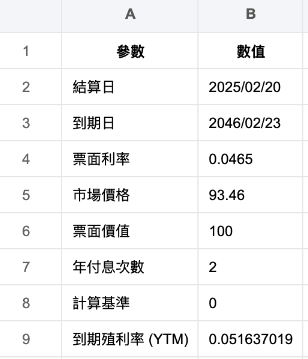 A B
1 參數 數值
2 結算日 2025/02/20
3 到期日 2046/02/23
4 票面利率 0.0465
5 市場價格 93.46
6 票面價值 100
7 年付息次數 2
8 計算基準 0
9 到期殖利率 (YTM) 0.051637019